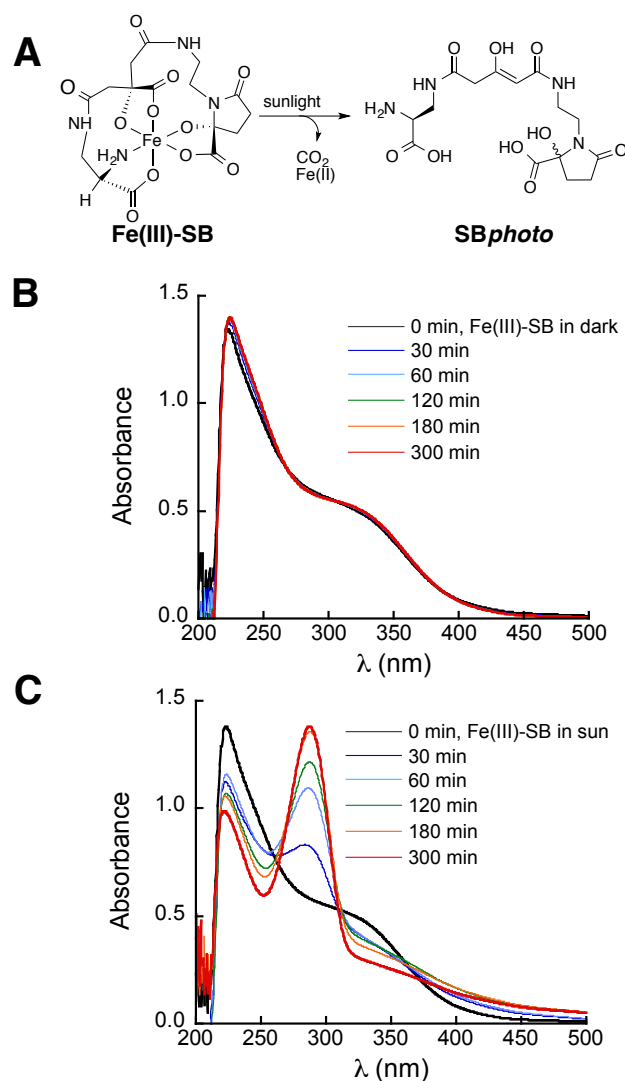 A
O
NH
O
NH
N
O
O
O
O
O
Fe
H₂N
O
O
O
O
H
O
sunlight
CO₂
Fe(II)
Fe(III)-SB
O
OH
O
NH
NH
H₂N
O
OH
HO
N
HO
O
O
SBphoto
B
1.5
1.0
0.5
0.0
Absorbance
0 min, Fe(III)-SB in dark
30 min
60 min
120 min
180 min
300 min
200 250 300 350 400 450 500
λ (nm)
C
1.5
1.0
0.5
0.0
Absorbance
0 min, Fe(III)-SB in sun
30 min
60 min
120 min
180 min
300 min
200 250 300 350 400 450 500
λ (nm)